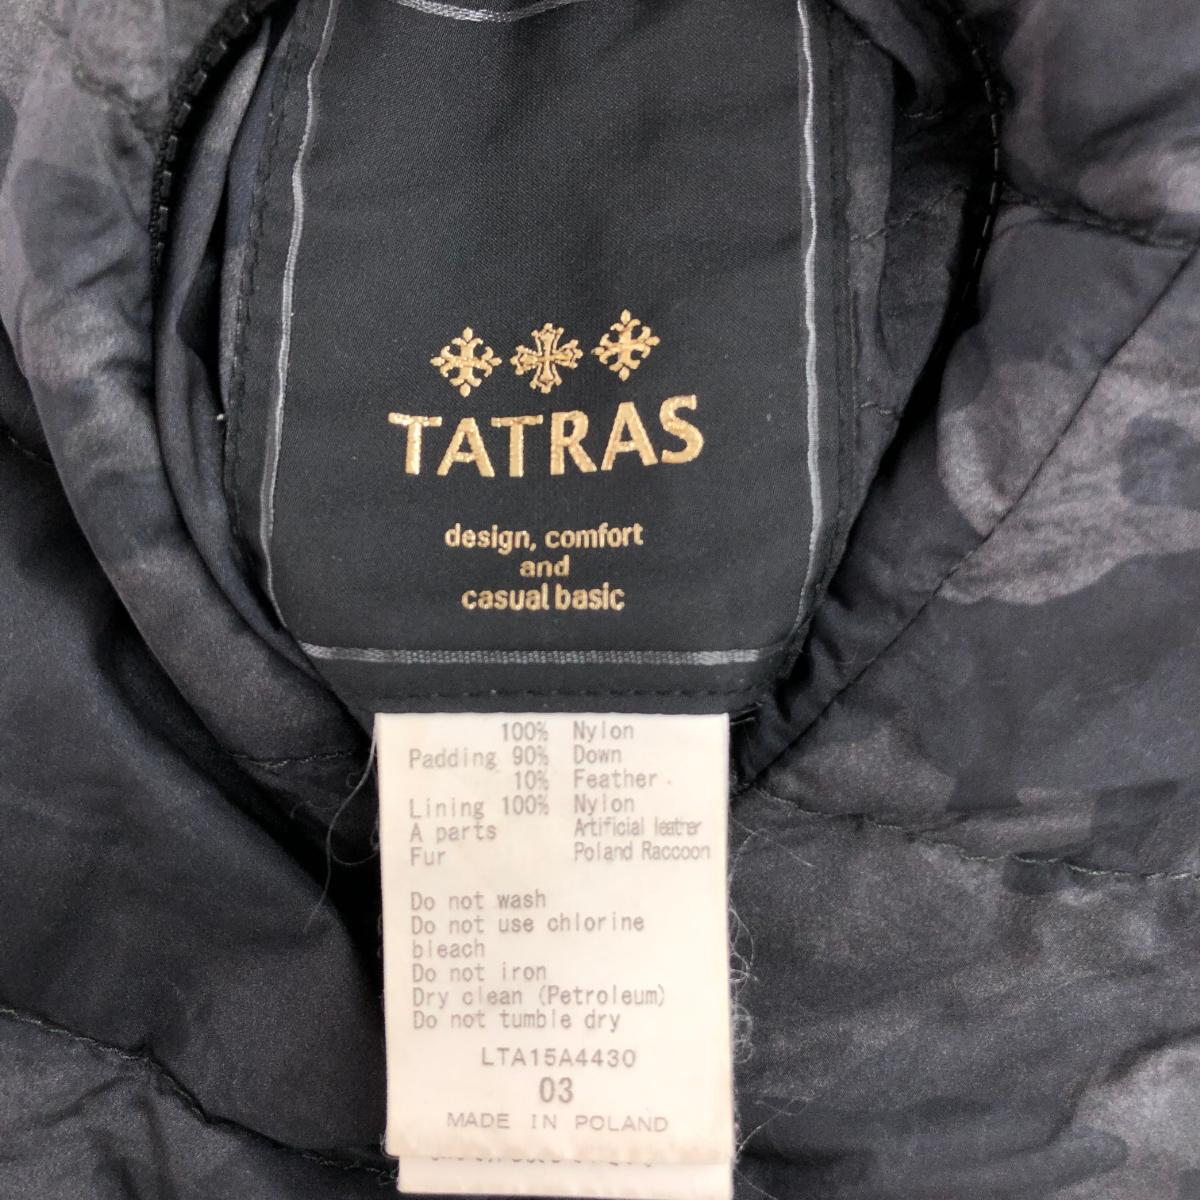 TATRAS
design, comfort
and
casual basic
100% Nylon
Padding 90% Down
10% Feather
Lining 100% Nylon
A parts Artificial leather
Fur Poland Raccoon
Do not wash
Do not use chlorine
bleach
Do not iron
Dry clean (Petroleum)
Do not tumble dry
LTA15A4430
03
MADE IN POLAND